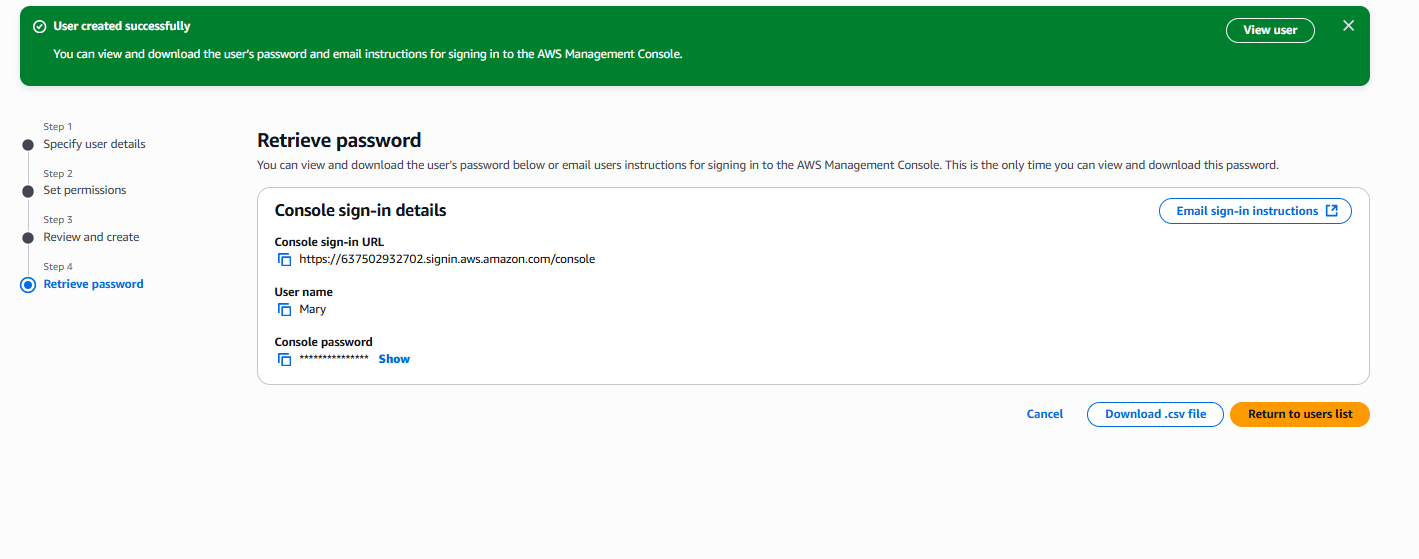 User created successfully
View user
You can view and download the user's password and email instructions for signing in to the AWS Management Console.
Step 1
Specify user details
Step 2
Set permissions
Step 3
Review and create
Step 4
Retrieve password
Retrieve password
You can view and download the user's password below or email users instructions for signing in to the AWS Management Console. This is the only time you can view and download this password.
Console sign-in details
Email sign-in instructions
Console sign-in URL
https://637502932702.signin.aws.amazon.com/console
User name
Mary
Console password
*************** Show
Cancel
Download .csv file
Return to users list